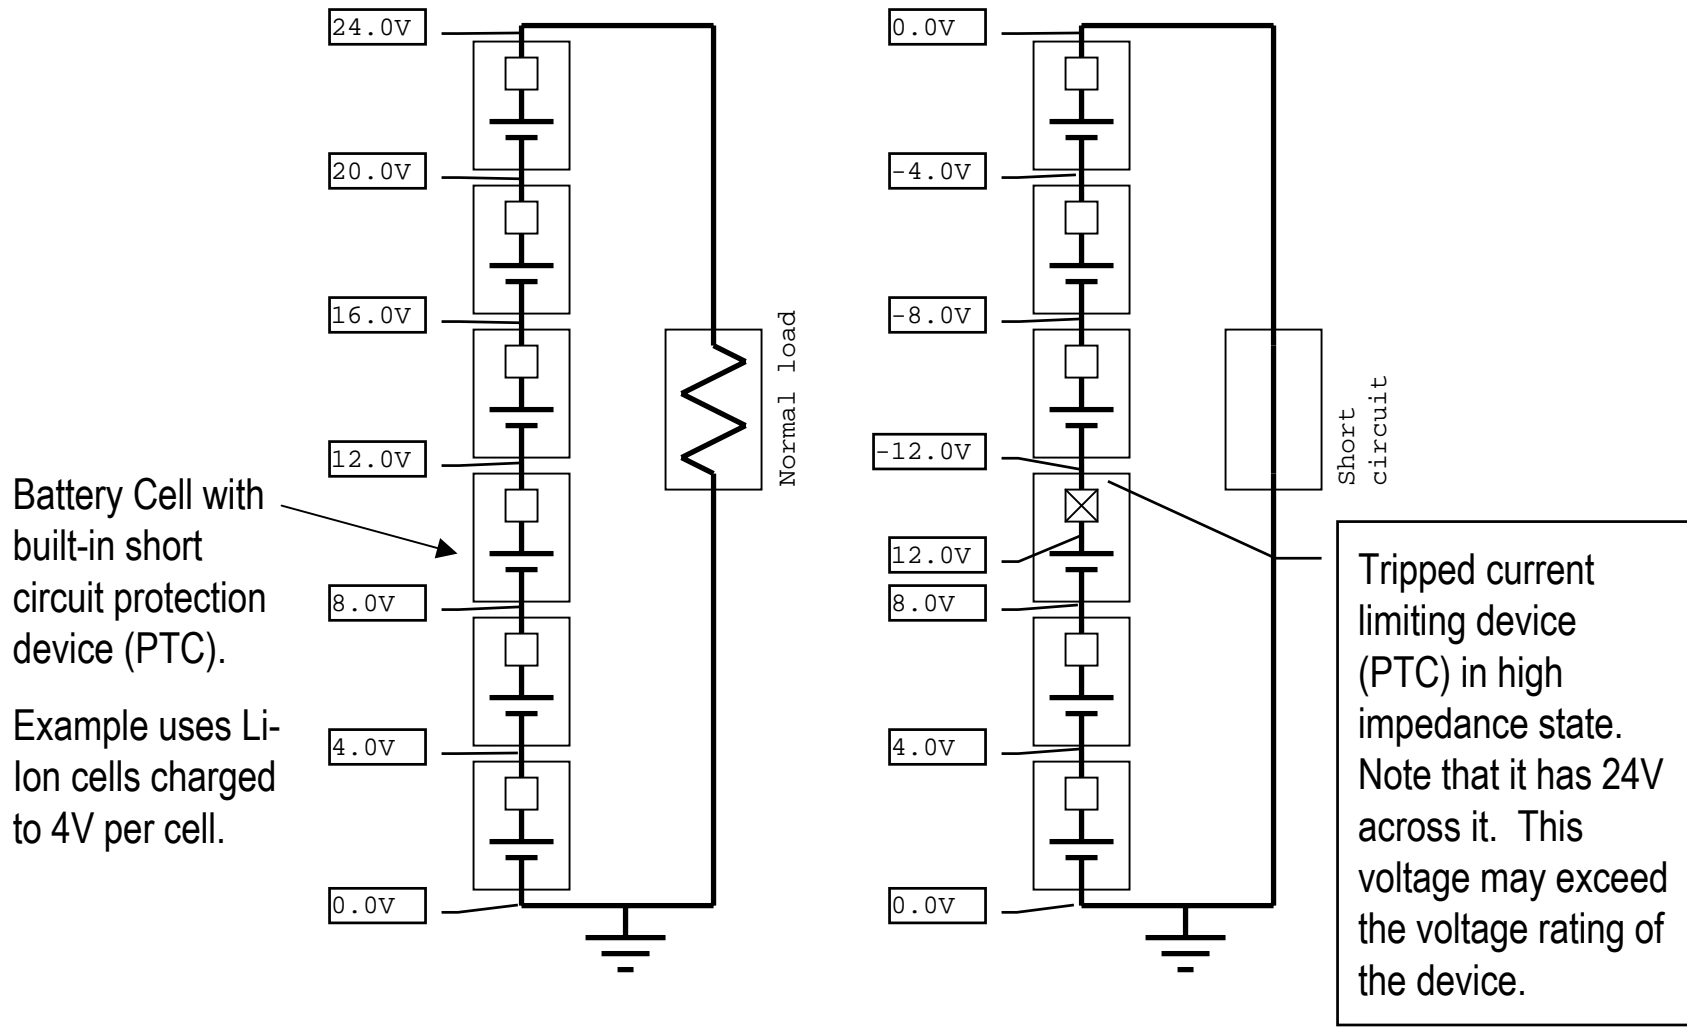 24.0V
20.0V
16.0V
12.0V
8.0V
4.0V
0.0V
Normal load
Battery Cell with
built-in short
circuit protection
device (PTC).
Example uses Li-
Ion cells charged
to 4V per cell.
0.0V
-4.0V
-8.0V
-12.0V
12.0V
8.0V
4.0V
0.0V
Short
circuit
Tripped current
limiting device
(PTC) in high
impedance state.
Note that it has 24V
across it.  This
voltage may exceed
the voltage rating of
the device.